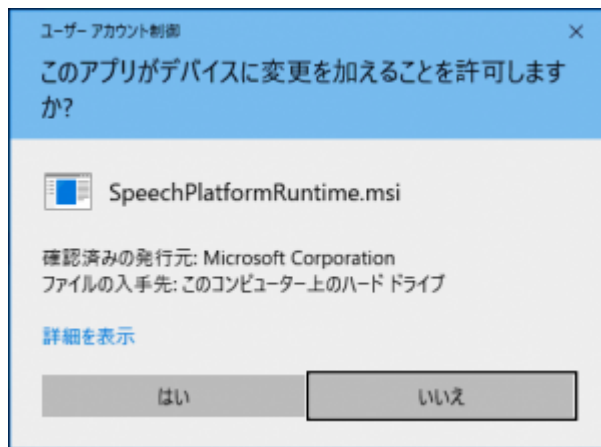 ユーザー アカウント制御
このアプリがデバイスに変更を加えることを許可します
か?
SpeechPlatformRuntime.msi
確認済みの発行元: Microsoft Corporation
ファイルの入手先: このコンピューター上のハード ドライブ
詳細を表示
はい
いいえ